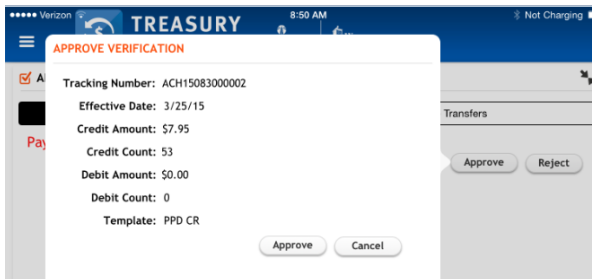 Verizon 8:50 AM Not Charging
TREASURY
APPROVE VERIFICATION
Tracking Number: ACH15083000002
Effective Date: 3/25/15
Credit Amount: $7.95
Credit Count: 53
Debit Amount: $0.00
Debit Count: 0
Template: PPD CR
Approve Cancel
Transfers
Pay
Approve Reject